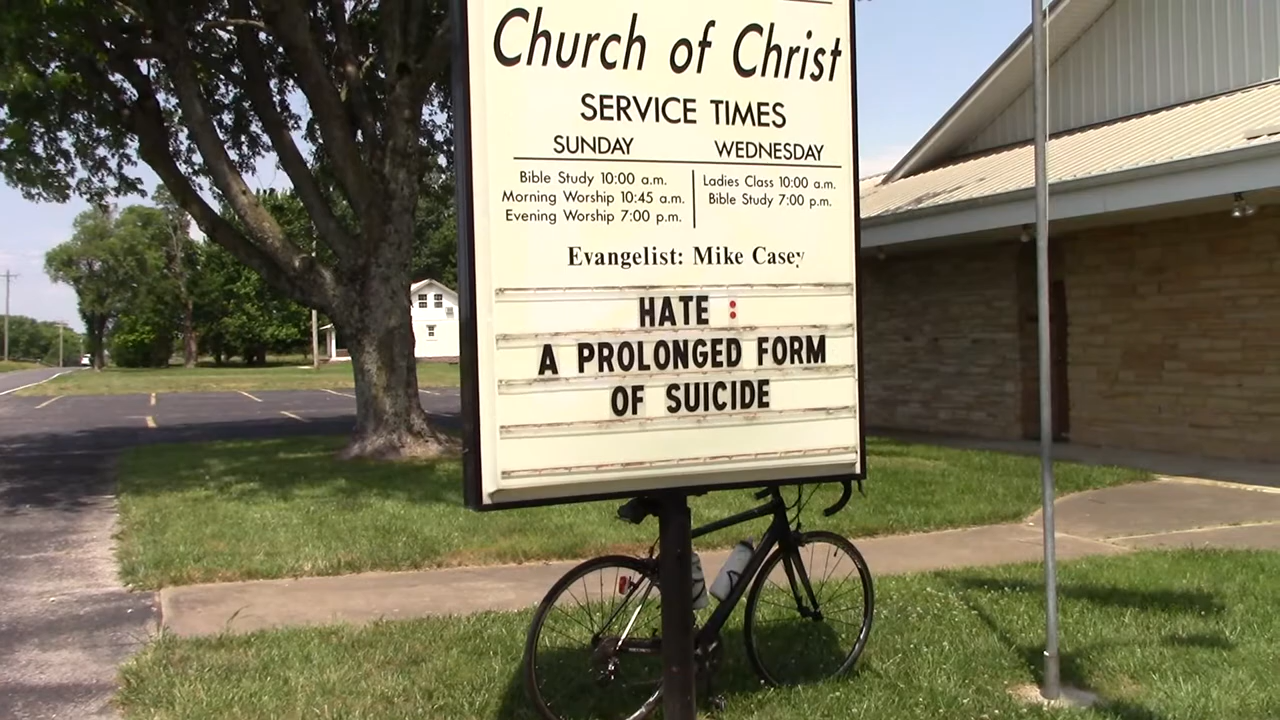 Church of Christ
SERVICE TIMES
SUNDAY WEDNESDAY
Bible Study 10:00 a.m. Ladies Class 10:00 a.m.
Morning Worship 10:45 a.m. Bible Study 7:00 p.m.
Evening Worship 7:00 p.m.
Evangelist: Mike Casey
HATE :
A PROLONGED FORM
OF SUICIDE